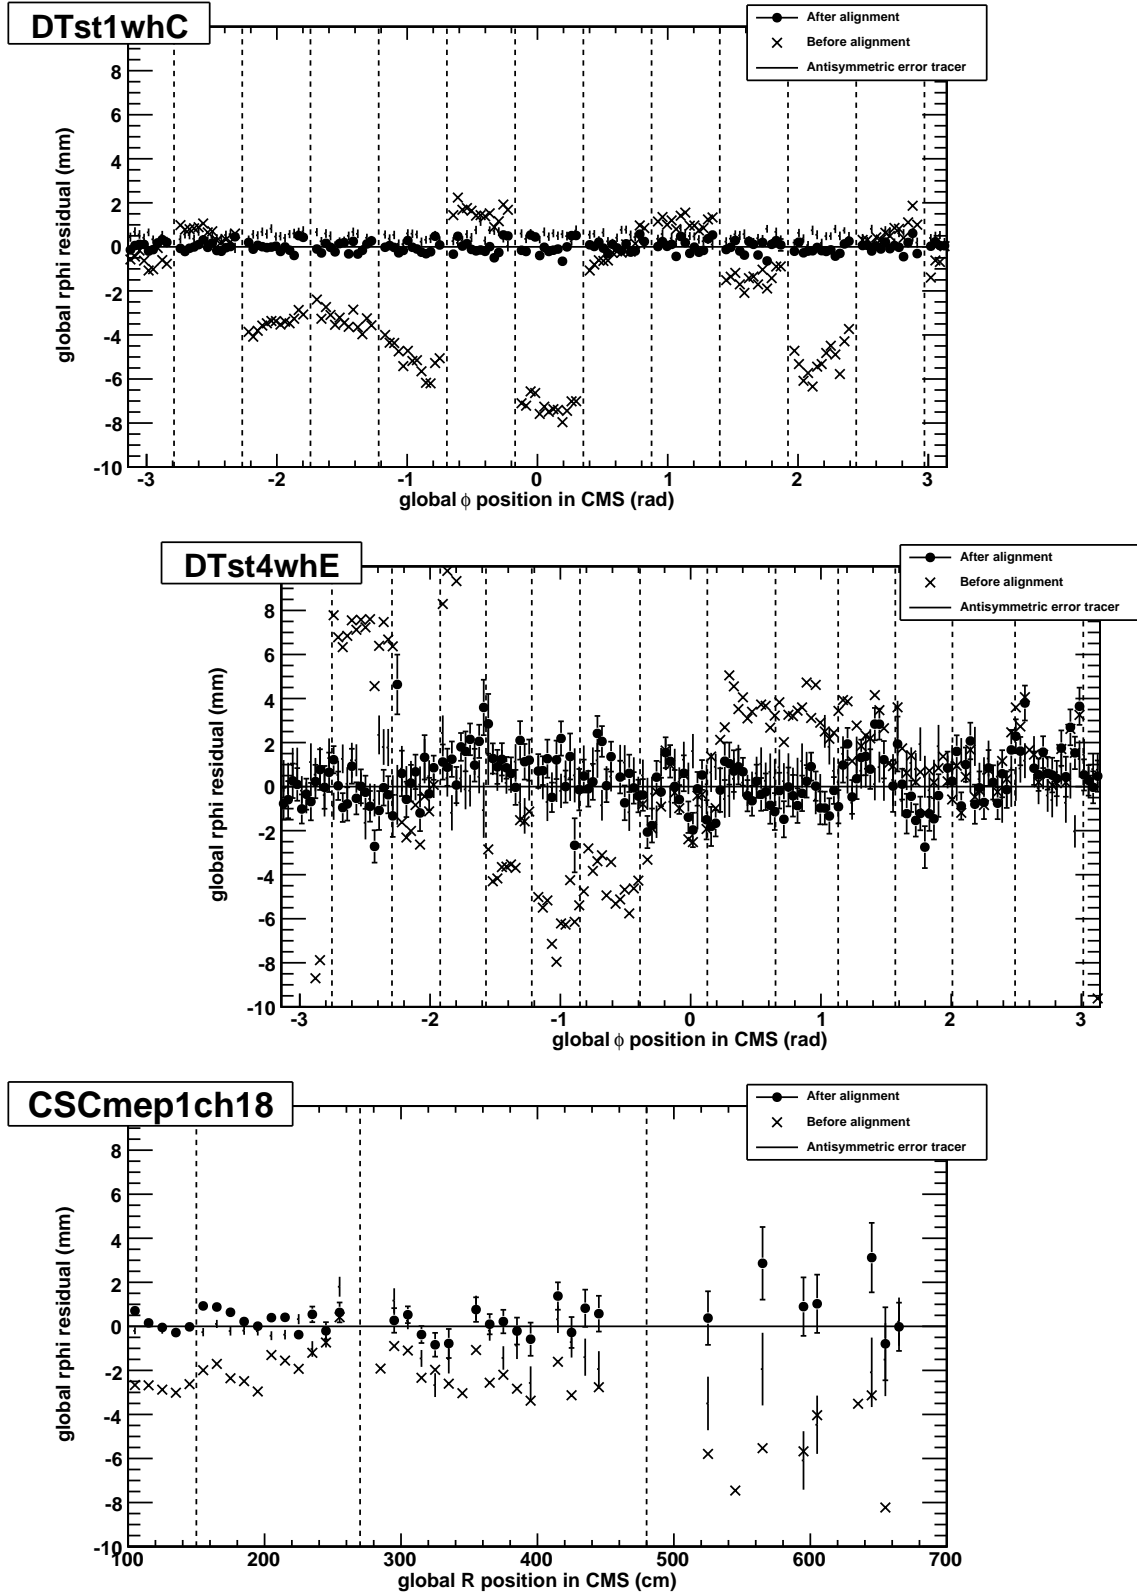 DTst1whC
After alignment
Before alignment
Antisymmetric error tracer
global rphi residual (mm)
8
6
4
2
0
-2
-4
-6
-8
-10
-3 -2 -1 0 1 2 3
global ϕ position in CMS (rad)
DTst4whE
After alignment
Before alignment
Antisymmetric error tracer
global rphi residual (mm)
8
6
4
2
0
-2
-4
-6
-8
-10
-3 -2 -1 0 1 2 3
global ϕ position in CMS (rad)
CSCmep1ch18
After alignment
Before alignment
Antisymmetric error tracer
global rphi residual (mm)
8
6
4
2
0
-2
-4
-6
-8
-10
100 200 300 400 500 600 700
global R position in CMS (cm)